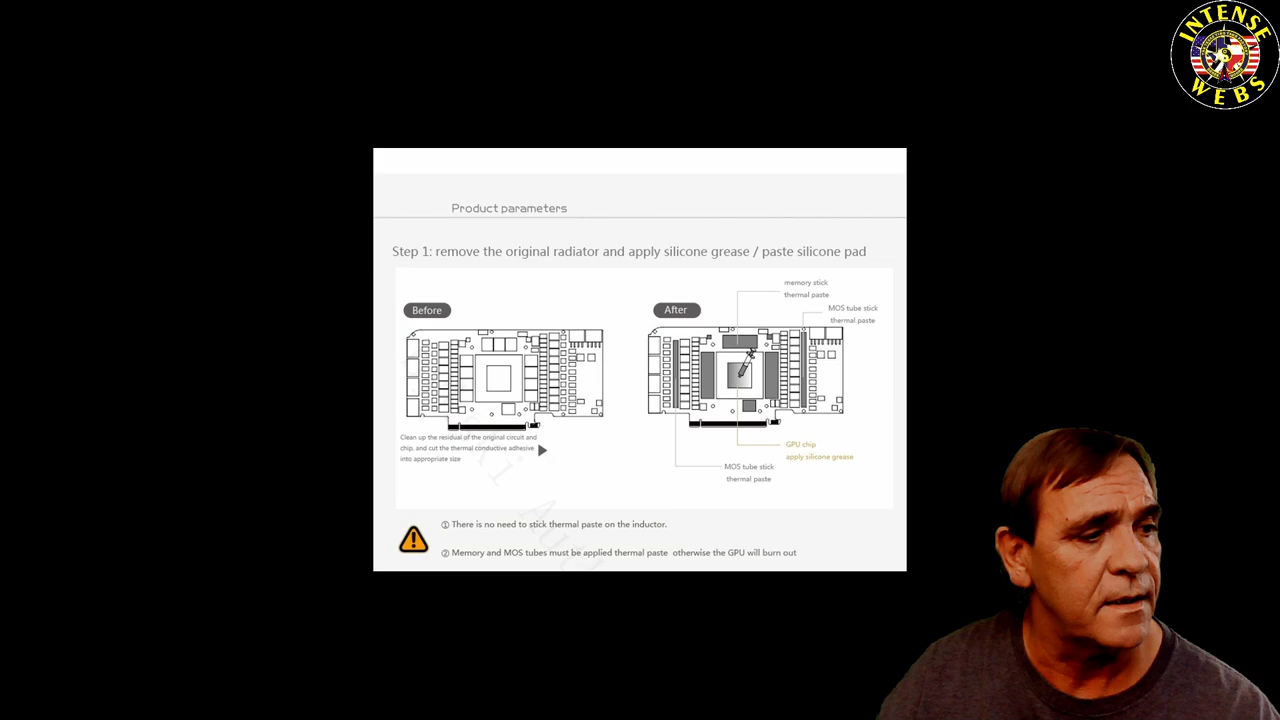 INTENSE
WEBS
Product parameters
Step 1: remove the original radiator and apply silicone grease / paste silicone pad
memory stick
thermal paste
Before
After
MOS tube stick
thermal paste
Clean up the residual of the original circuit and
chip, and cut the thermal conductive adhesive
into appropriate size
GPU chip
apply silicone grease
MOS tube stick
thermal paste
① There is no need to stick thermal paste on the inductor.
② Memory and MOS tubes must be applied thermal paste otherwise the GPU will burn out